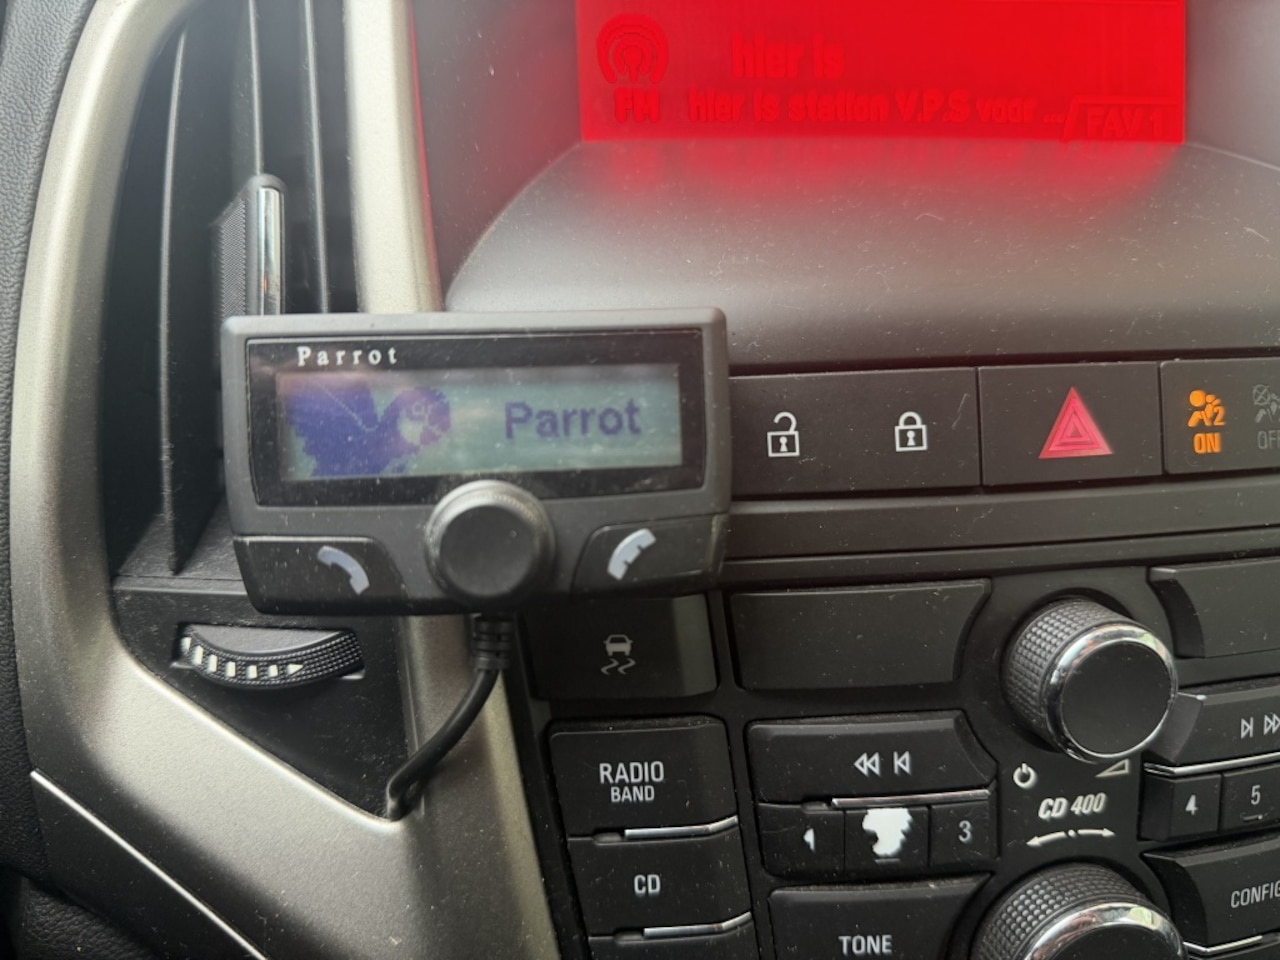 hier is
FM hier is station V.P.S voor ... FAV 1
Parrot
Parrot
2
ON
OFF
RADIO
BAND
CD 400
4
5
1
3
CD
CONFIG
TONE